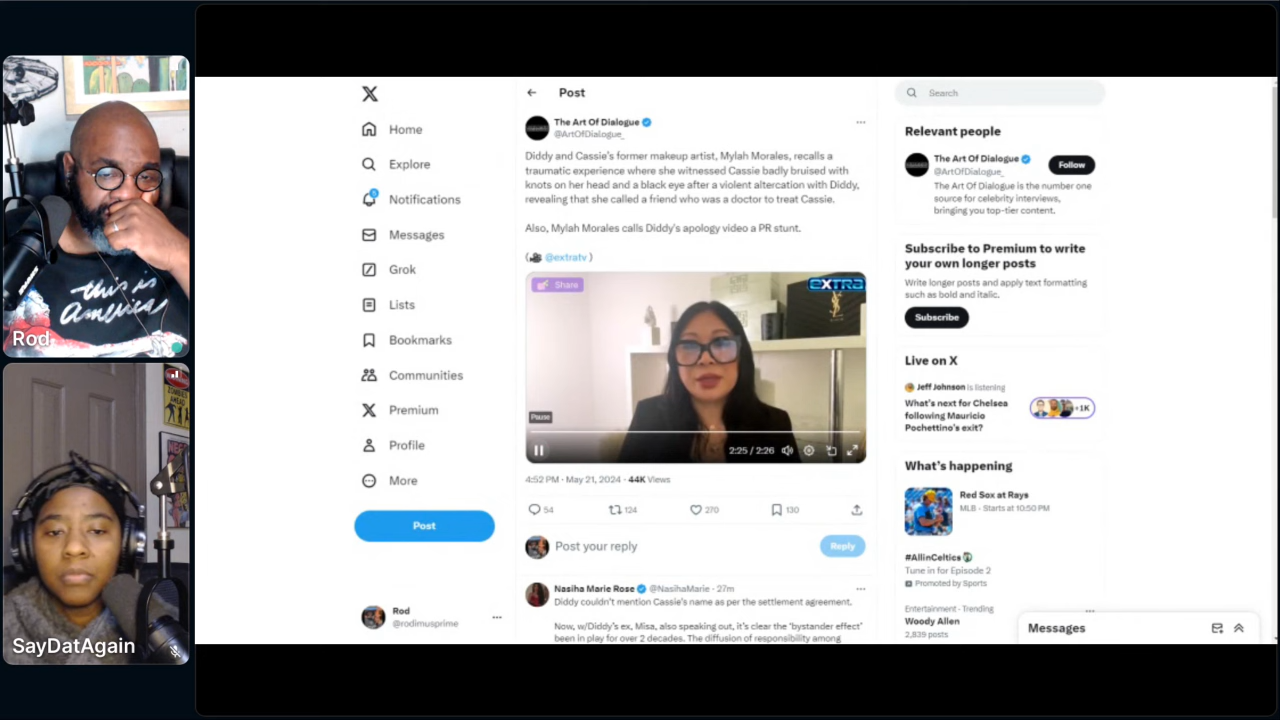 this is
america
Rod
SayDatAgain
Home
Explore
Notifications
Messages
Grok
Lists
Bookmarks
Communities
Premium
Profile
More
Post
Rod
@rodimusprime
Post
The Art Of Dialogue
@ArtOfDialogue_
Diddy and Cassie's former makeup artist, Mylah Morales, recalls a
traumatic experience where she witnessed Cassie badly bruised with
knots on her head and a black eye after a violent altercation with Diddy,
revealing that she called a friend who was a doctor to treat Cassie.
Also, Mylah Morales calls Diddy's apology video a PR stunt.
(🎥 @extratv )
Share
EXTRA
Pause
2:25 / 2:26
4:52 PM · May 21, 2024 · 44K Views
54
124
270
130
Post your reply
Reply
Nasiha Marie Rose @NasihaMarie · 27m
Diddy couldn't mention Cassie's name as per the settlement agreement.
Now, w/Diddy's ex, Misa, also speaking out, it's clear the 'bystander effect'
been in play for over 2 decades. The diffusion of responsibility among
Search
Relevant people
The Art Of Dialogue
@ArtOfDialogue_
Follow
The Art Of Dialogue is the number one
source for celebrity interviews,
bringing you top-tier content.
Subscribe to Premium to write
your own longer posts
Write longer posts and apply text formatting
such as bold and italic.
Subscribe
Live on X
Jeff Johnson is listening
What's next for Chelsea
following Mauricio
Pochettino's exit?
+1K
What's happening
Red Sox at Rays
MLB · Starts at 10:50 PM
#AllinCeltics
Tune in for Episode 2
Promoted by Sports
Entertainment · Trending
Woody Allen
2,839 posts
Messages